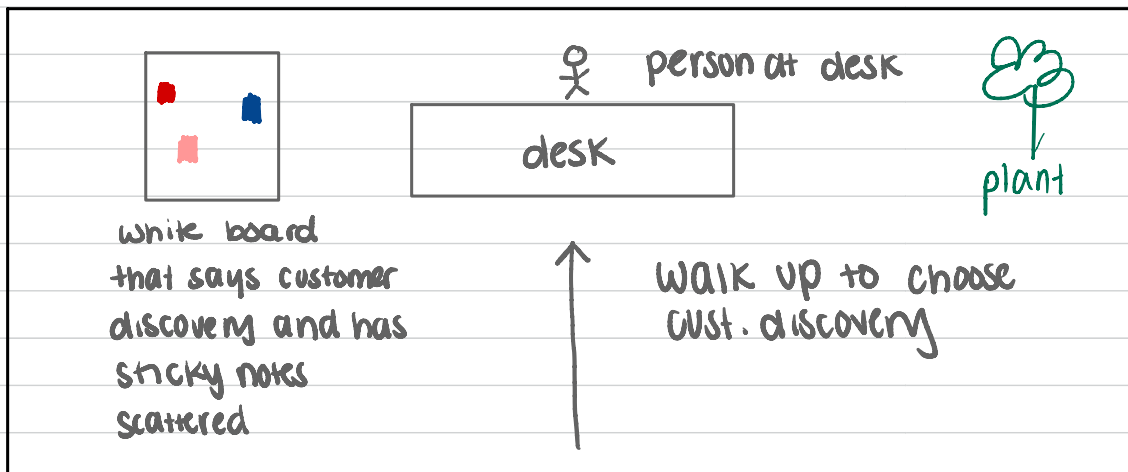 person at desk
desk
plant
white board
that says customer
discovery and has
sticky notes
scattered
Walk up to choose
cust. discovery